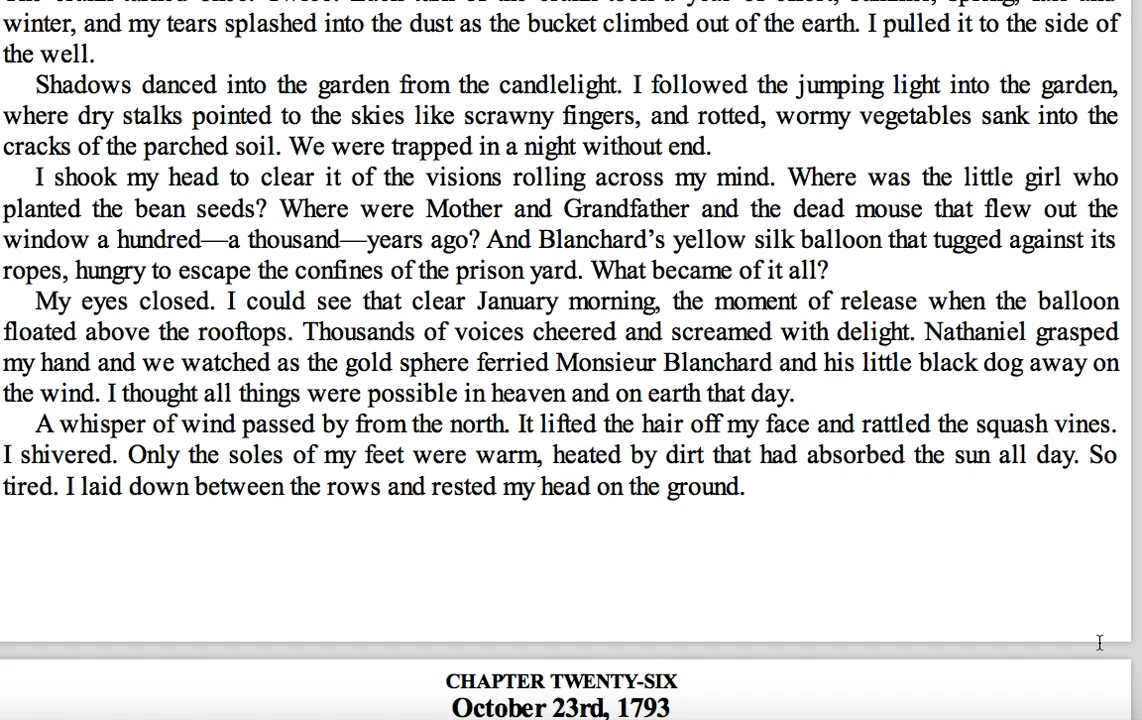 winter, and my tears splashed into the dust as the bucket climbed out of the earth. I pulled it to the side of
the well.
Shadows danced into the garden from the candlelight. I followed the jumping light into the garden,
where dry stalks pointed to the skies like scrawny fingers, and rotted, wormy vegetables sank into the
cracks of the parched soil. We were trapped in a night without end.
I shook my head to clear it of the visions rolling across my mind. Where was the little girl who
planted the bean seeds? Where were Mother and Grandfather and the dead mouse that flew out the
window a hundred—a thousand—years ago? And Blanchard’s yellow silk balloon that tugged against its
ropes, hungry to escape the confines of the prison yard. What became of it all?
My eyes closed. I could see that clear January morning, the moment of release when the balloon
floated above the rooftops. Thousands of voices cheered and screamed with delight. Nathaniel grasped
my hand and we watched as the gold sphere ferried Monsieur Blanchard and his little black dog away on
the wind. I thought all things were possible in heaven and on earth that day.
A whisper of wind passed by from the north. It lifted the hair off my face and rattled the squash vines.
I shivered. Only the soles of my feet were warm, heated by dirt that had absorbed the sun all day. So
tired. I laid down between the rows and rested my head on the ground.
CHAPTER TWENTY-SIX
October 23rd, 1793